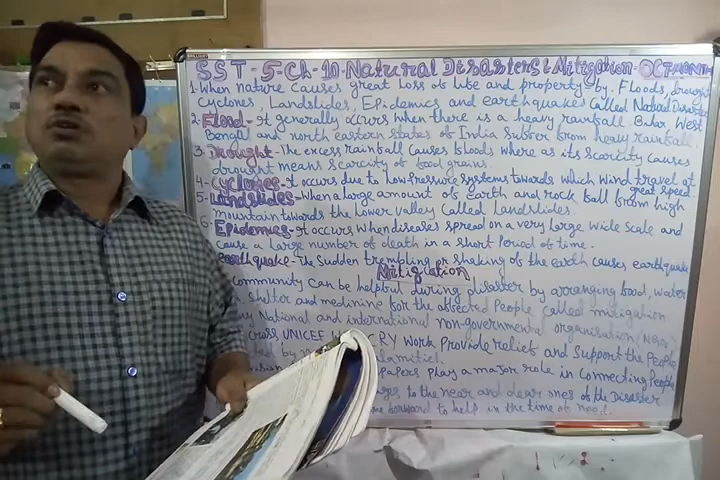 SST-5 Ch-10-Natural Disasters & Mitigation-OCT MONTH
1. When nature causes great Loss of Life and property by. Floods, drought
Cyclones, Landslides, Epidemics and earthquakes called Natural Disaster
2- Flood - It generally occurs when there is a heavy rainfall. Bihar West
Bengal and north eastern states of India suffer from heavy rainfall.
3- Drought - The excess rainfall causes floods where as its scarcity causes
drought means scarcity of food grains.
4- Cyclones - It occurs due to low pressure systems towards which wind travel at
great speed.
5- Landslides - When a large amount of earth and rock fall from high
mountain towards the lower valley called Landslides.
6- Epidemics - It occurs when diseases spread on a very large wide scale and
cause a large number of death in a short Period of time.
earthquake - The Sudden trempling or shaking of the earth causes earthquake
Mitigation
Community can be helpful during disaster by arranging food, water
shelter and medinine for the affected People called mitigation
National and international non-governmental organisation (NGOs)
Cross UNICEF CRY work Provide relief and Support the People
by
papers play a major role in Connecting People
to the near and dear ones of the Disaster
forward to help in the time of need.